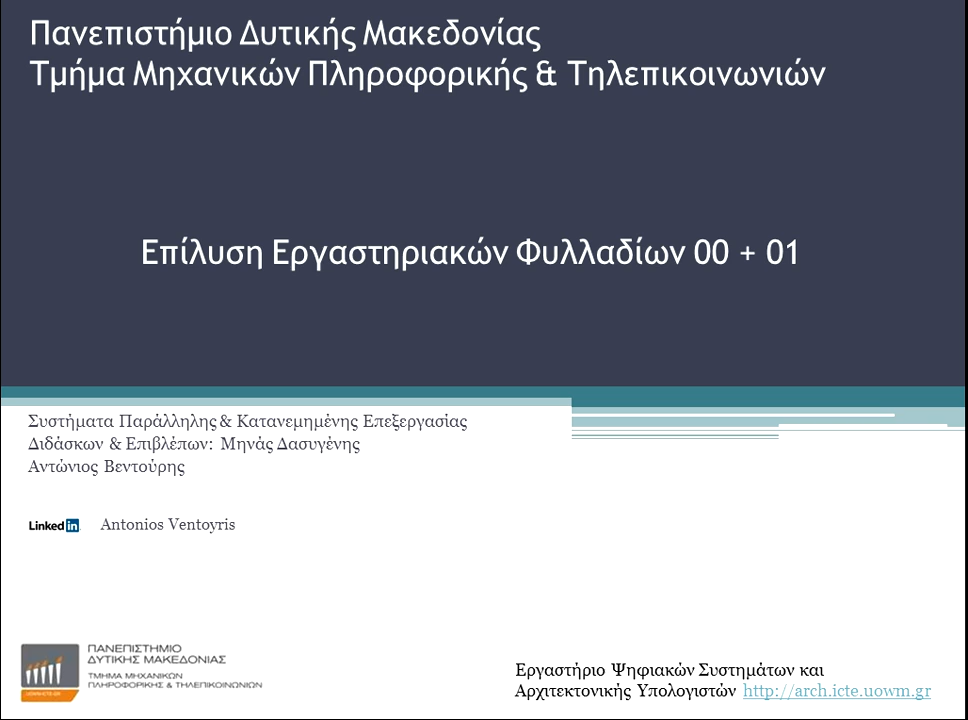 Πανεπιστήμιο Δυτικής Μακεδονίας
Τμήμα Μηχανικών Πληροφορικής & Τηλεπικοινωνιών
Επίλυση Εργαστηριακών Φυλλαδίων 00 + 01
Συστήματα Παράλληλης & Κατανεμημένης Επεξεργασίας
Διδάσκων & Επιβλέπων: Μηνάς Δασυγένης
Αντώνιος Βεντούρης
Linked in Antonios Ventoyris
ΠΑΝΕΠΙΣΤΗΜΙΟ
ΔΥΤΙΚΗΣ ΜΑΚΕΔΟΝΙΑΣ
ΤΜΗΜΑ ΜΗΧΑΝΙΚΩΝ
ΠΛΗΡΟΦΟΡΙΚΗΣ & ΤΗΛΕΠΙΚΟΙΝΩΝΙΩΝ
Εργαστήριο Ψηφιακών Συστημάτων και
Αρχιτεκτονικής Υπολογιστών http://arch.icte.uowm.gr